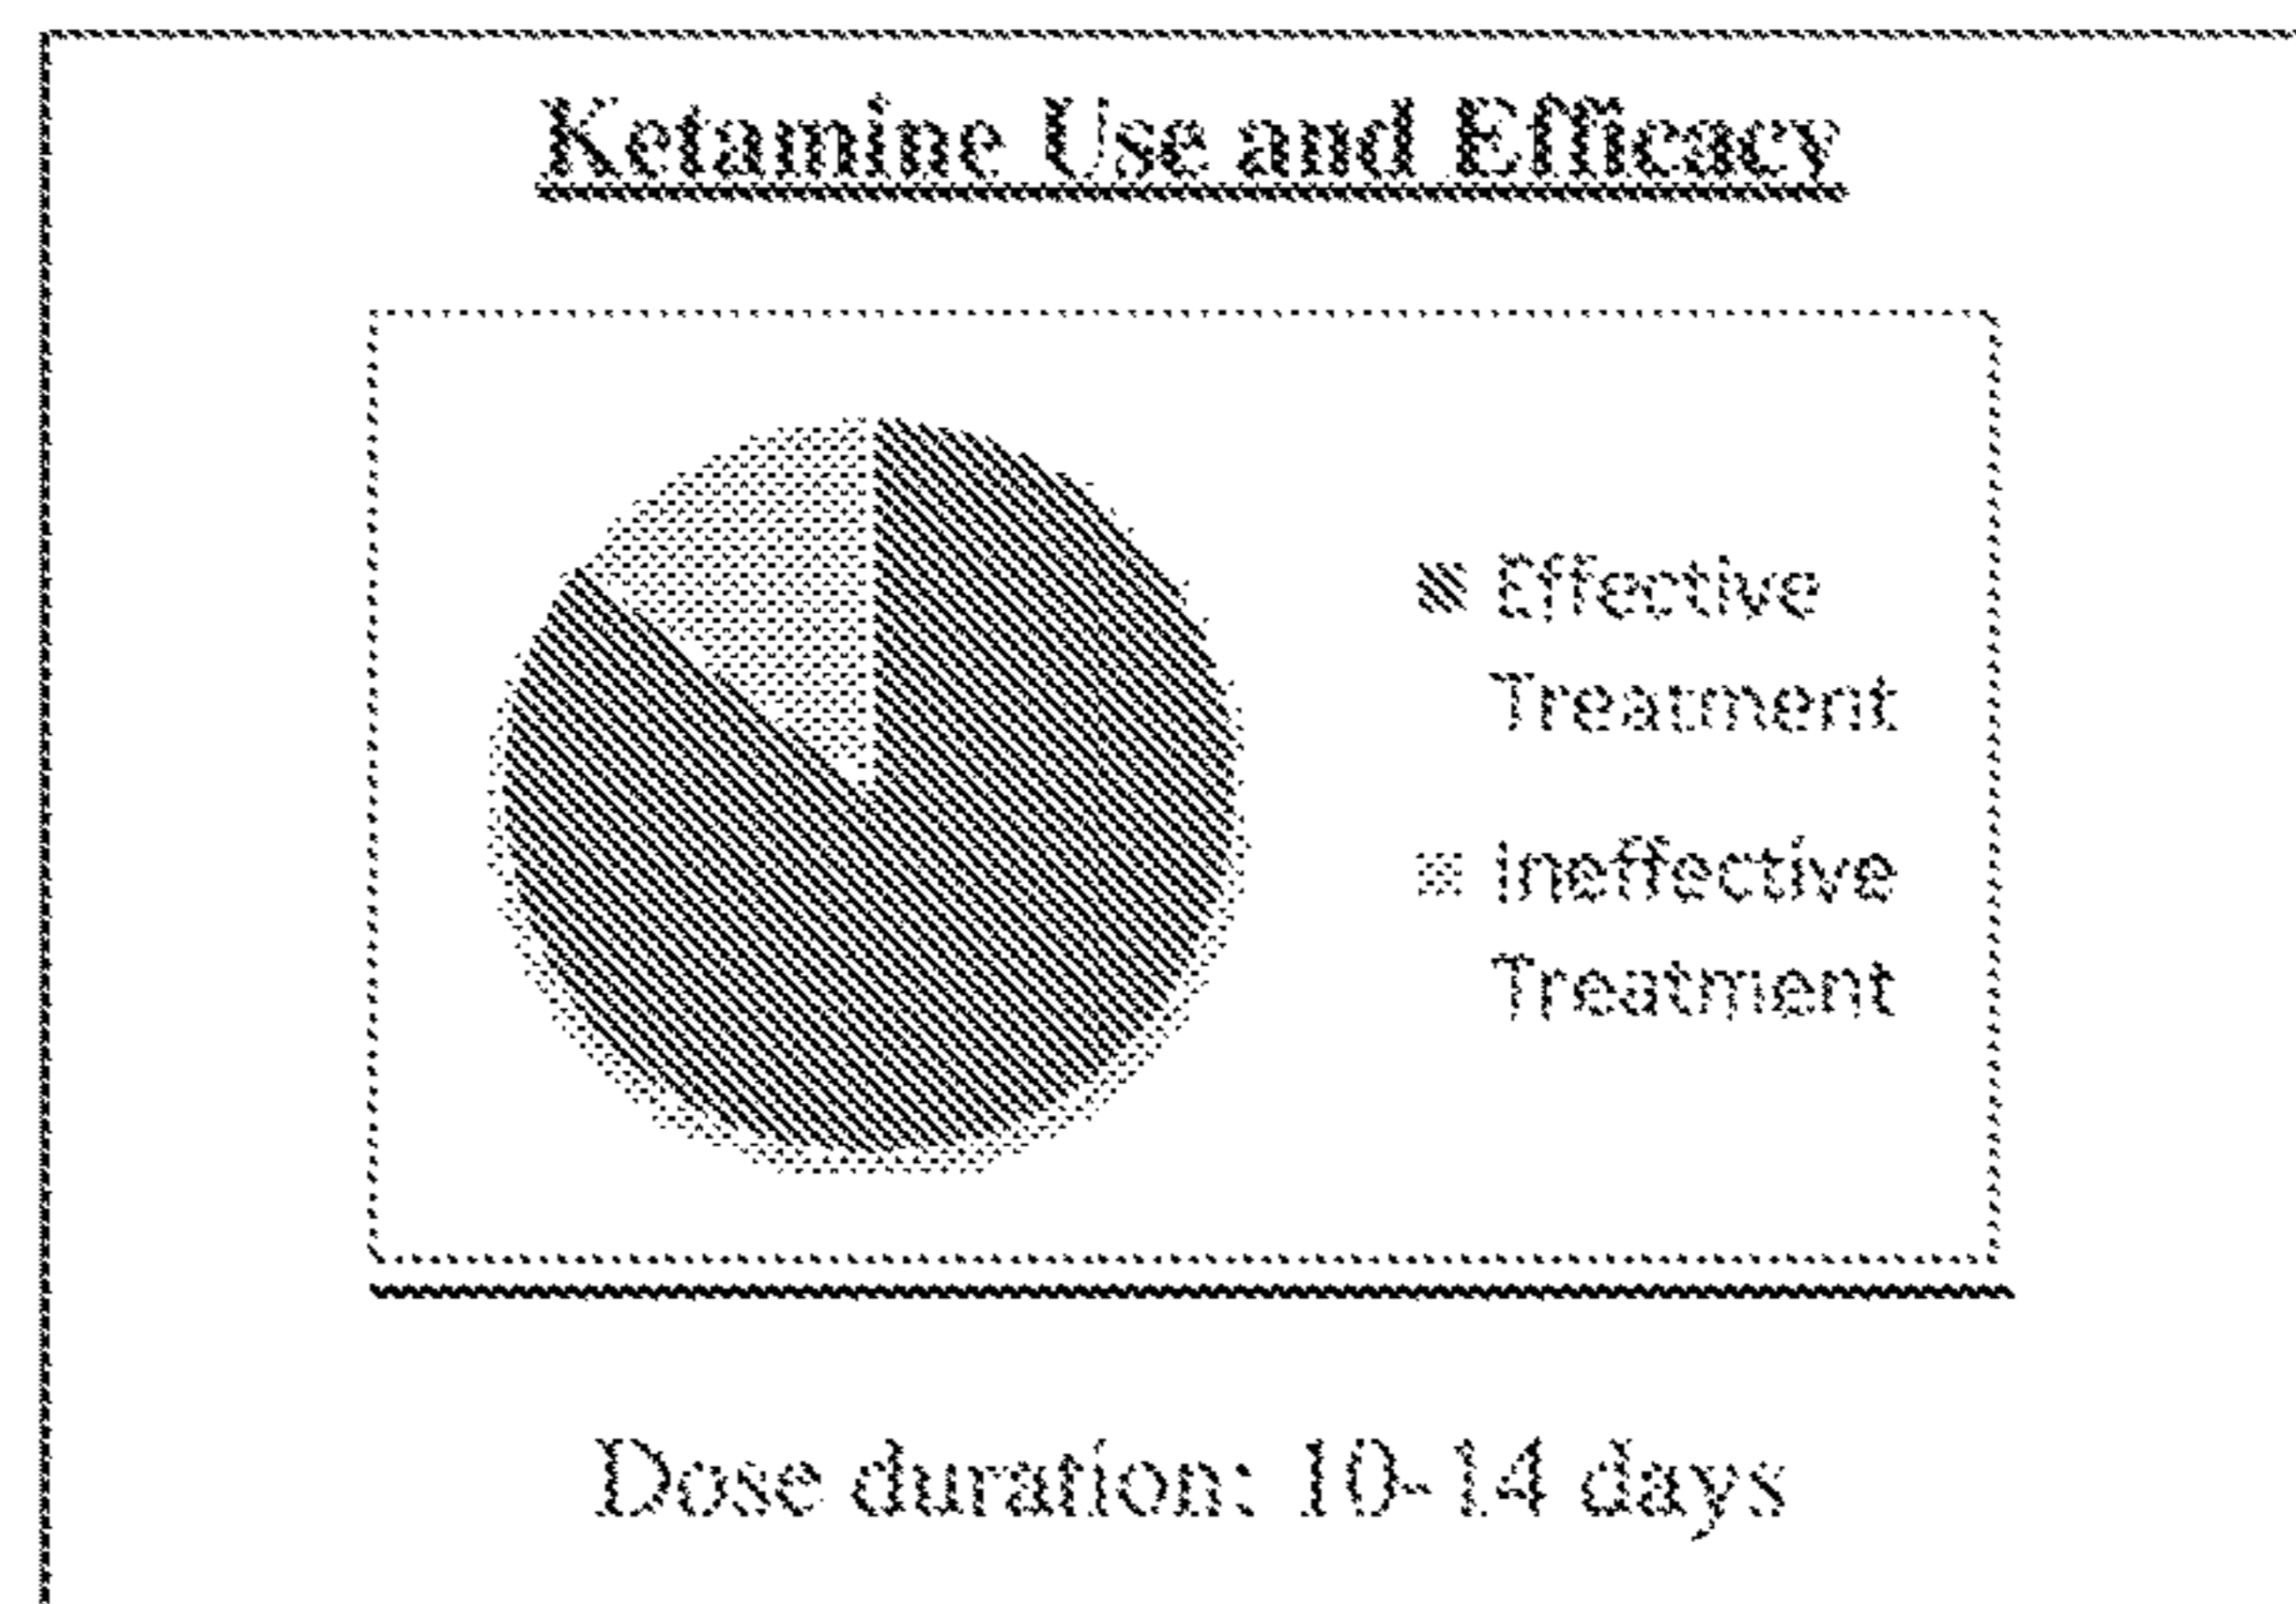 Ketamine Use and Efficacy
Effective
Treatment
Ineffective
Treatment
Dose duration: 10-14 days